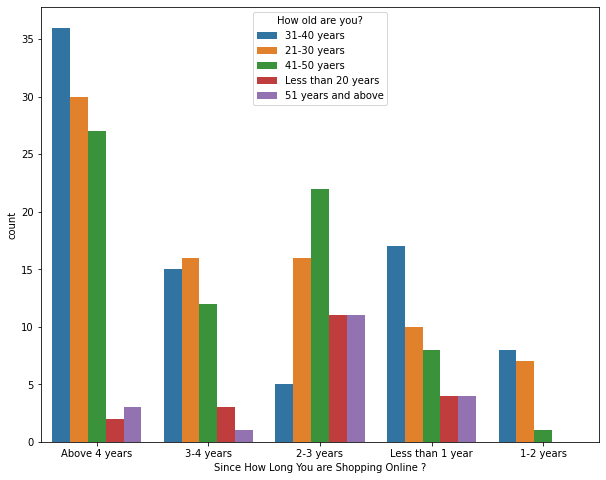 How old are you?
31-40 years
21-30 years
41-50 yaers
Less than 20 years
51 years and above
35
30
25
20
15
10
5
0
count
Above 4 years
3-4 years
2-3 years
Less than 1 year
1-2 years
Since How Long You are Shopping Online ?